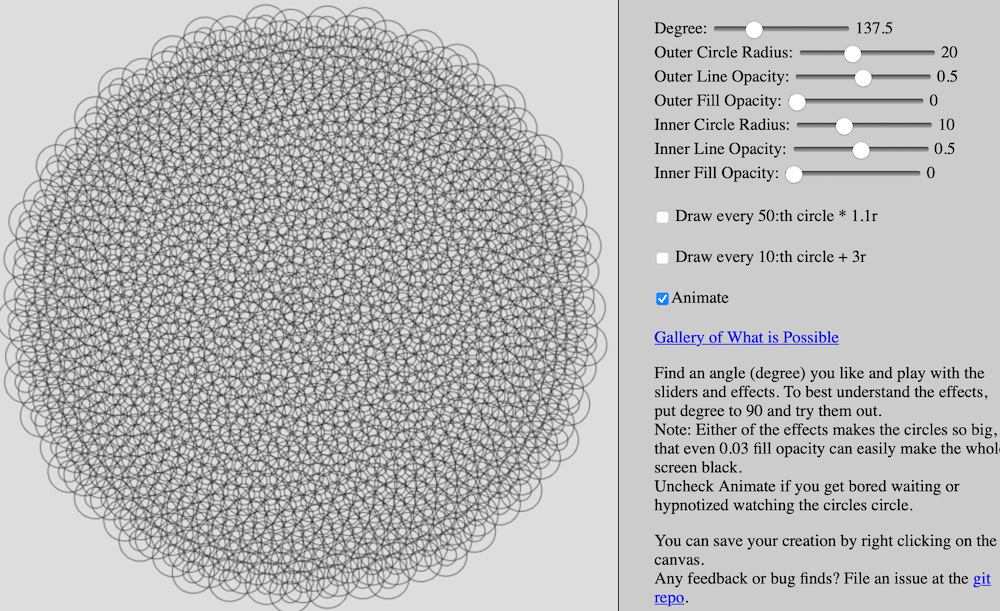 Degree: 137.5
Outer Circle Radius: 20
Outer Line Opacity: 0.5
Outer Fill Opacity: 0
Inner Circle Radius: 10
Inner Line Opacity: 0.5
Inner Fill Opacity: 0
Draw every 50:th circle * 1.1r
Draw every 10:th circle + 3r
Animate
Gallery of What is Possible
Find an angle (degree) you like and play with the
sliders and effects. To best understand the effects,
put degree to 90 and try them out.
Note: Either of the effects makes the circles so big,
that even 0.03 fill opacity can easily make the whole
screen black.
Uncheck Animate if you get bored waiting or
hypnotized watching the circles circle.
You can save your creation by right clicking on the
canvas.
Any feedback or bug finds? File an issue at the git
repo.